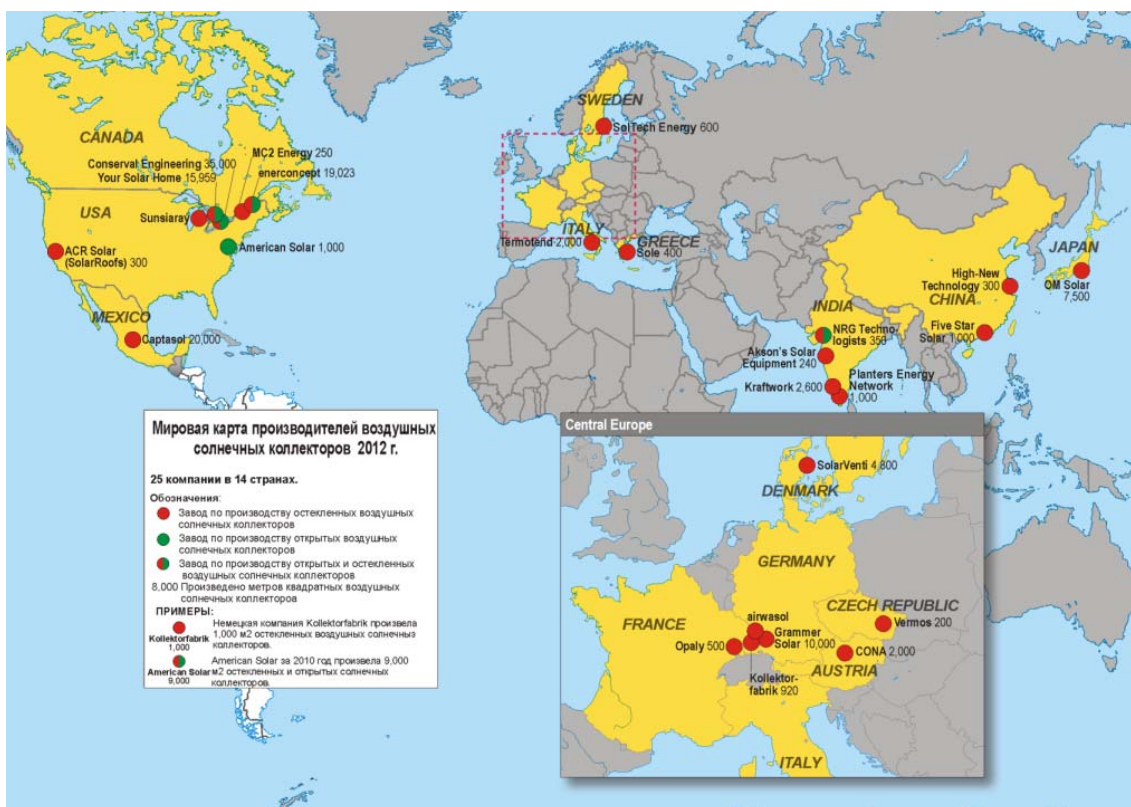 CANADA
MC2 Energy 250
Conserval Engineering 35,000
enerconcept 19,023
Your Solar Home 15,959
USA
Sunsiaray
ACR Solar
(SolarRoofs) 300
American Solar 1,000
MEXICO
Captasol 20,000
SWEDEN
SolTech Energy 600
ITALY
Termotend 2,000
GREECE
Sole 400
JAPAN
OM Solar
7,500
High-New
Technology 300
CHINA
Five Star
Solar 1,000
INDIA
NRG Techno-
logists 350
Akson's Solar
Equipment 240
Planters Energy
Network
1,000
Kraftwork 2,600
Мировая карта производителей воздушных
солнечных коллекторов 2012 г.
25 компании в 14 странах.
Обозначения:
Завод по производству остекленных воздушных
солнечных коллекторов
Завод по производству открытых воздушных
солнечных коллекторов
Завод по производству открытых и остекленных
воздушных солнечных коллекторов
8,000 Произведено метров квадратных воздушных
солнечных коллекторов
ПРИМЕРЫ:
Немецкая компания Kollektorfabrik произвела
1,000 м2 остекленных воздушных солнечных
коллекторов.
Kollektorfabrik
1,000
American Solar за 2010 год произвела 9,000
м2 остекленных и открытых солнечных
коллекторов.
American Solar
9,000
Central Europe
SolarVenti 4,800
DENMARK
GERMANY
CZECH REPUBLIC
Vermos 200
FRANCE
airwasol
Grammer
Solar 10,000
Opaly 500
CONA 2,000
AUSTRIA
Kollektor-
fabrik 920
ITALY